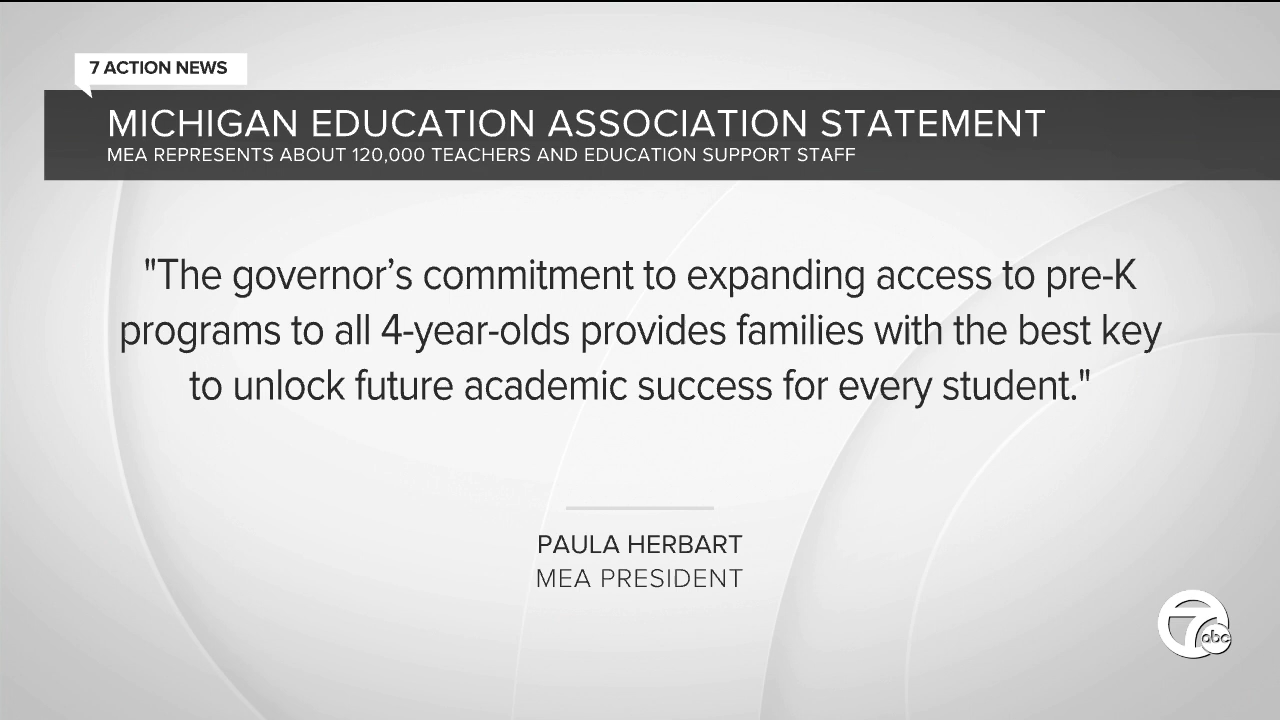 7 ACTION NEWS
MICHIGAN EDUCATION ASSOCIATION STATEMENT
MEA REPRESENTS ABOUT 120,000 TEACHERS AND EDUCATION SUPPORT STAFF
"The governor’s commitment to expanding access to pre-K
programs to all 4-year-olds provides families with the best key
to unlock future academic success for every student."
PAULA HERBART
MEA PRESIDENT
7 abc